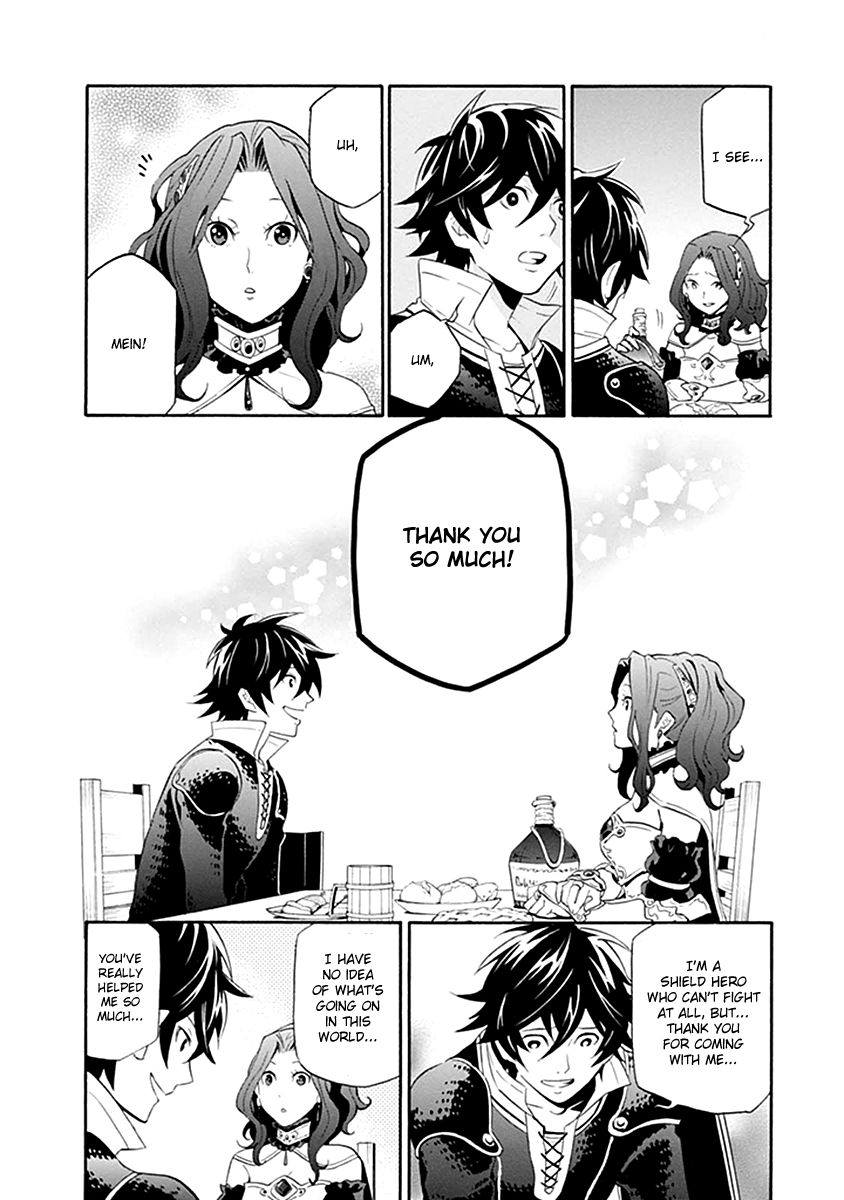 I SEE...
UM,
UH,
MEIN!
THANK YOU
SO MUCH!
I'M A
SHIELD HERO
WHO CAN'T FIGHT
AT ALL, BUT...
THANK YOU
FOR COMING
WITH ME...
I HAVE
NO IDEA
OF WHAT'S
GOING ON
IN THIS
WORLD...
YOU'VE
REALLY
HELPED
ME SO
MUCH...